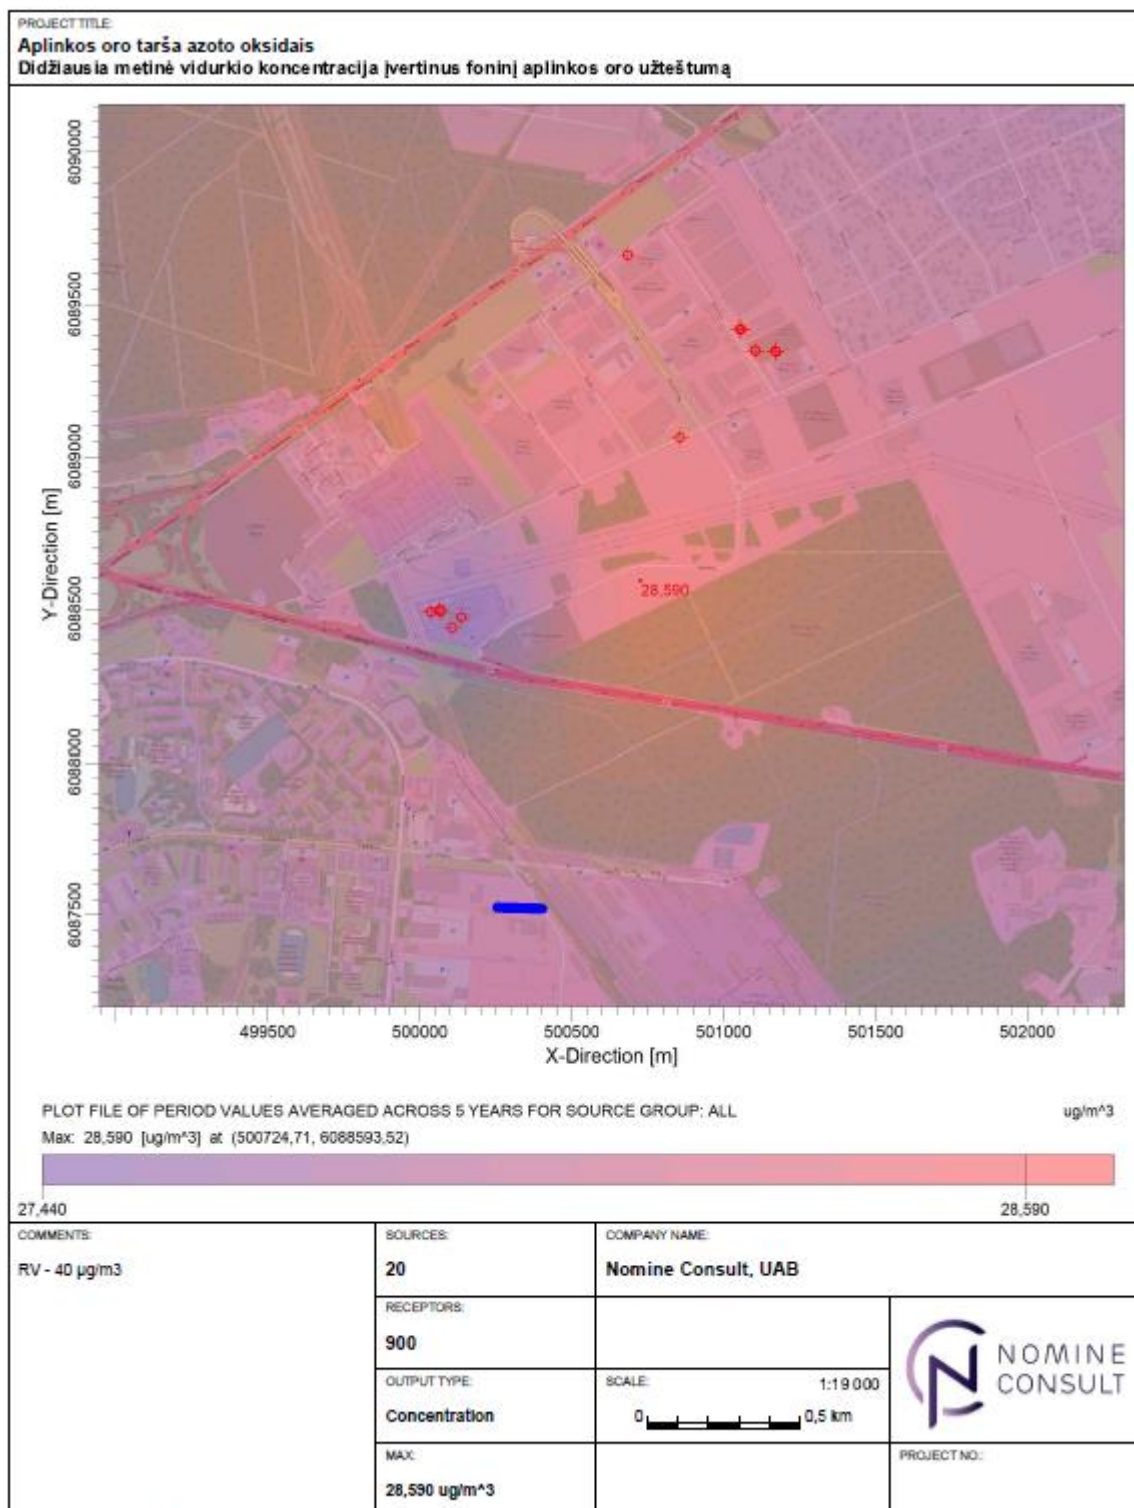 PROJECT TITLE:
Aplinkos oro tarša azoto oksidais
Didžiausia metinė vidurkio koncentracija įvertinus foninį aplinkos oro užteštumą
Y-Direction [m]
6090000
6089500
6089000
6088500
6088000
6087500
28,590
499500 500000 500500 501000 501500 502000
X-Direction [m]
PLOT FILE OF PERIOD VALUES AVERAGED ACROSS 5 YEARS FOR SOURCE GROUP: ALL ug/m^3
Max: 28,590 [ug/m^3] at (500724,71, 6088593,52)
27,440 28,590
COMMENTS:
RV - 40 µg/m3
SOURCES:
20
COMPANY NAME:
Nomine Consult, UAB
RECEPTORS:
900
OUTPUT TYPE:
Concentration
SCALE: 1:19 000
0 0,5 km
NOMINE
CONSULT
MAX:
28,590 ug/m^3
PROJECT NO.: